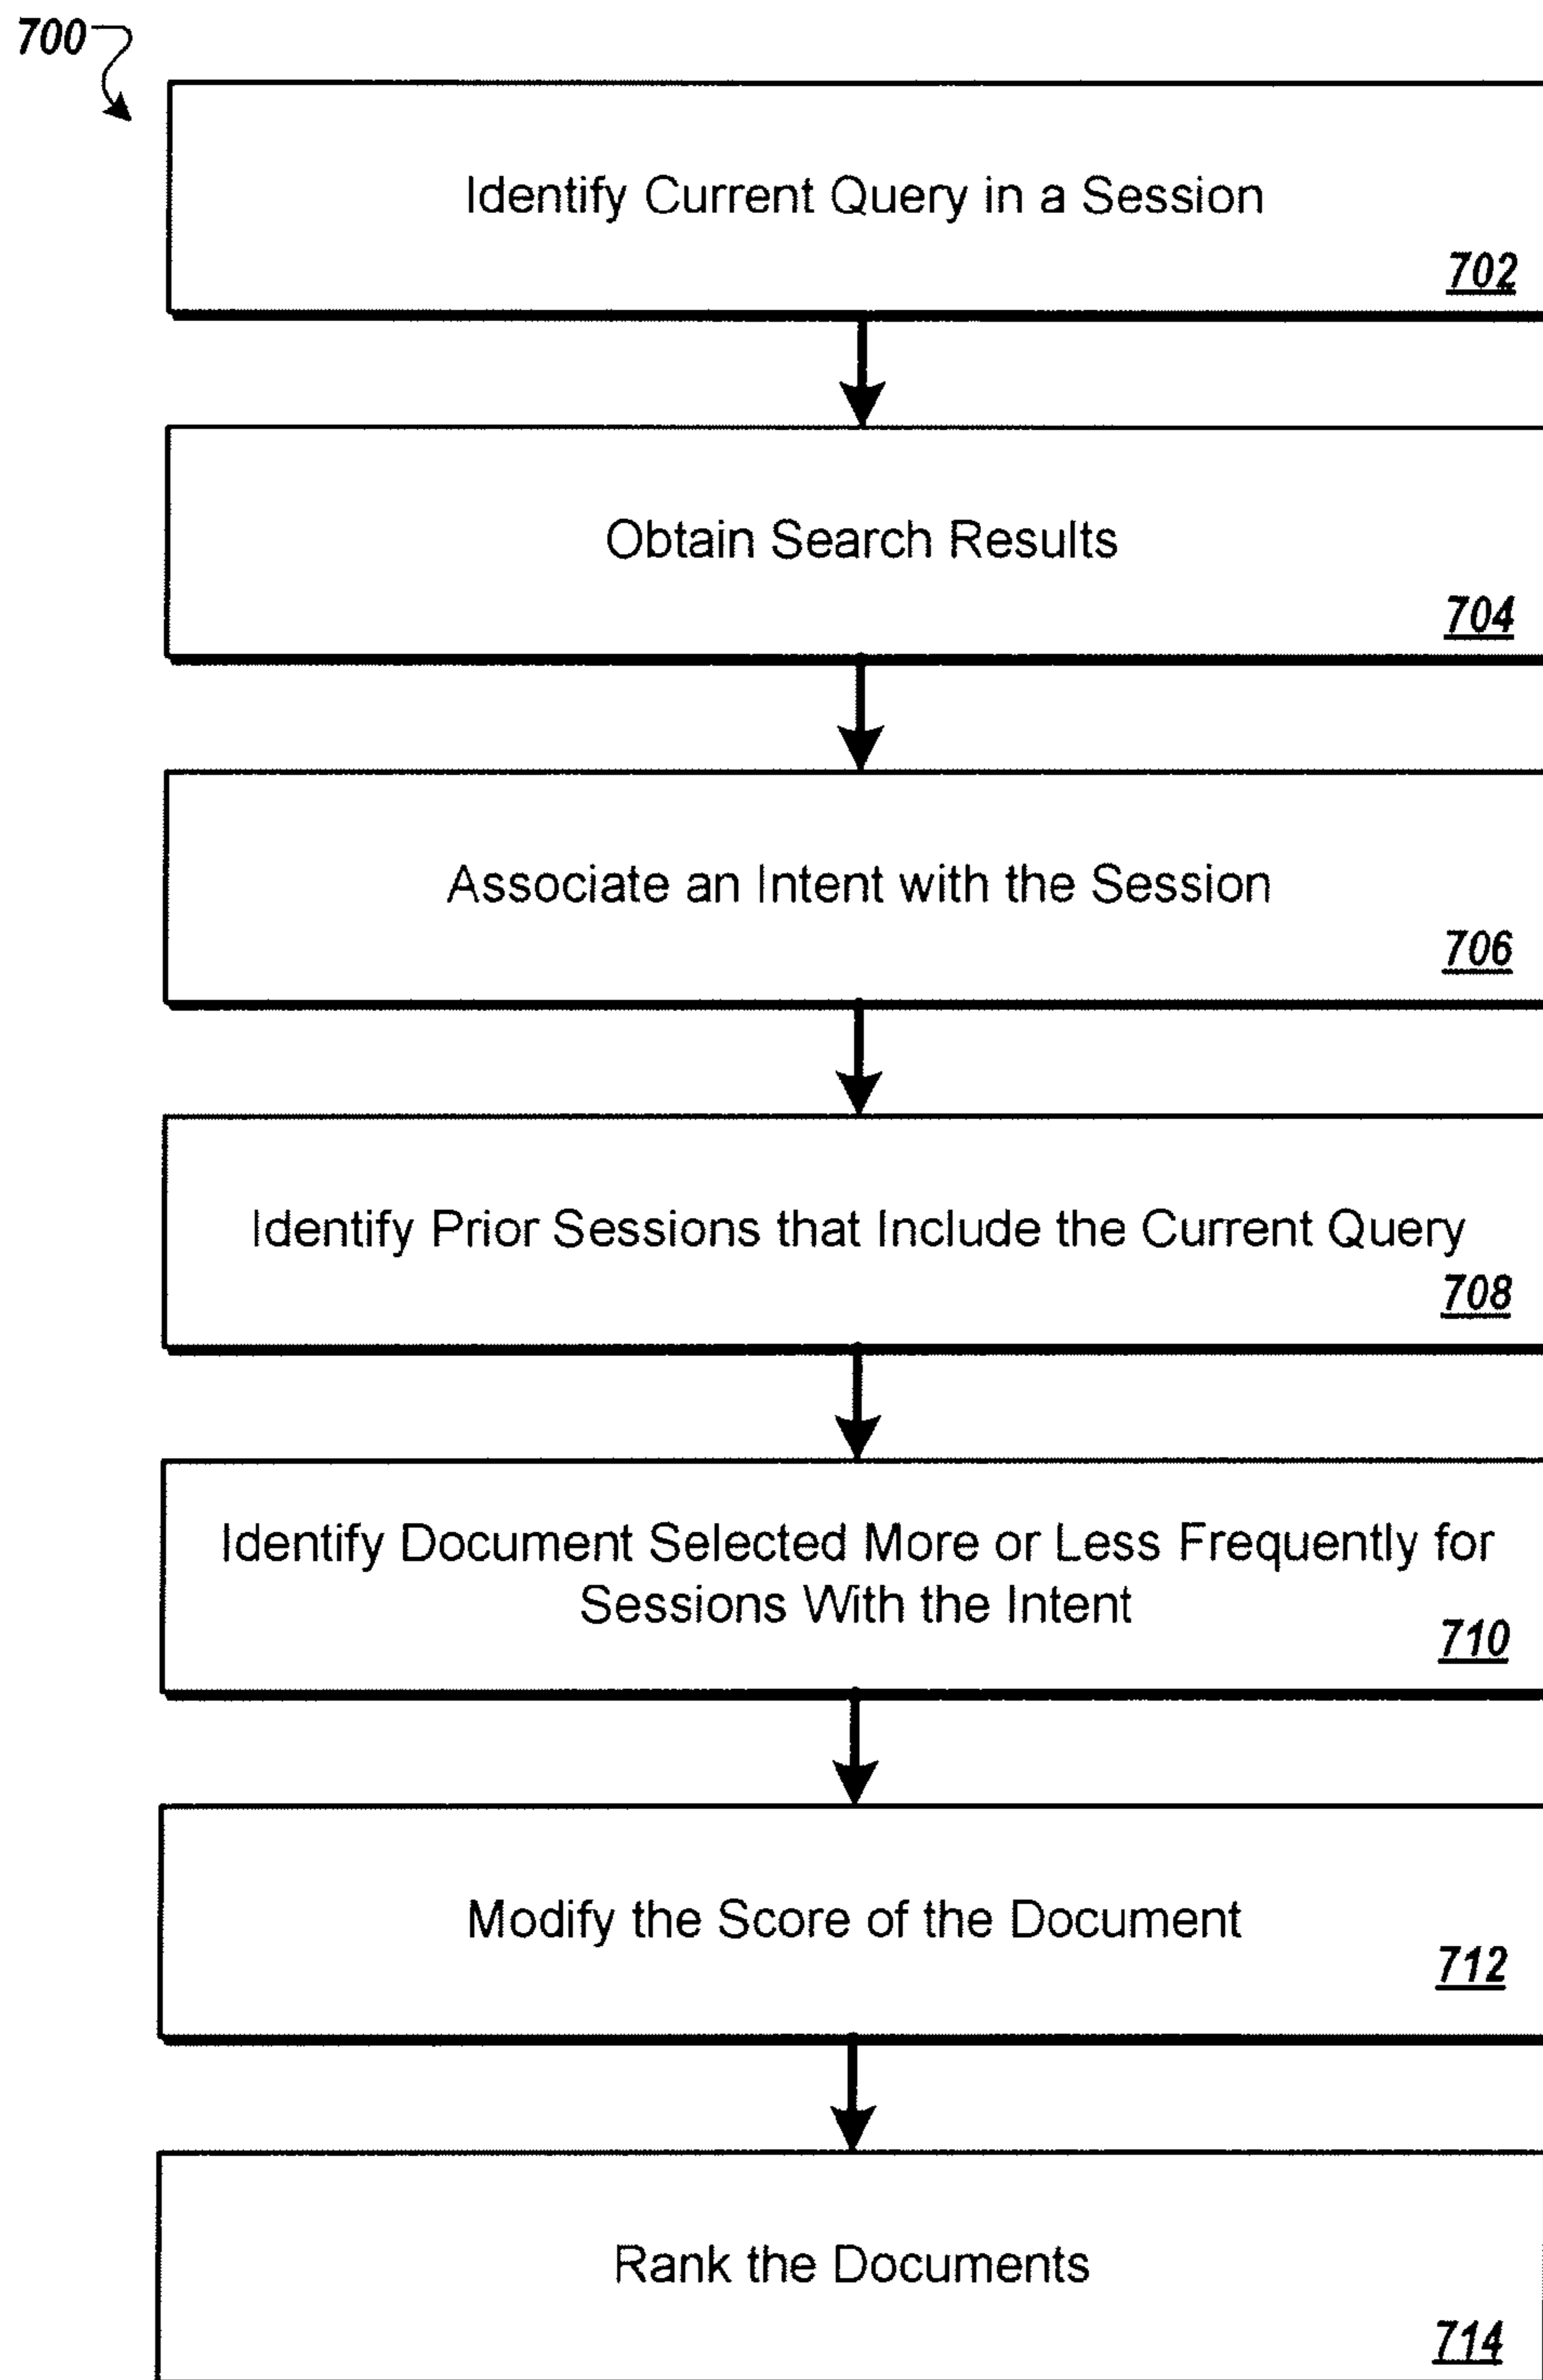 700
Identify Current Query in a Session
702
Obtain Search Results
704
Associate an Intent with the Session
706
Identify Prior Sessions that Include the Current Query
708
Identify Document Selected More or Less Frequently for
Sessions With the Intent
710
Modify the Score of the Document
712
Rank the Documents
714